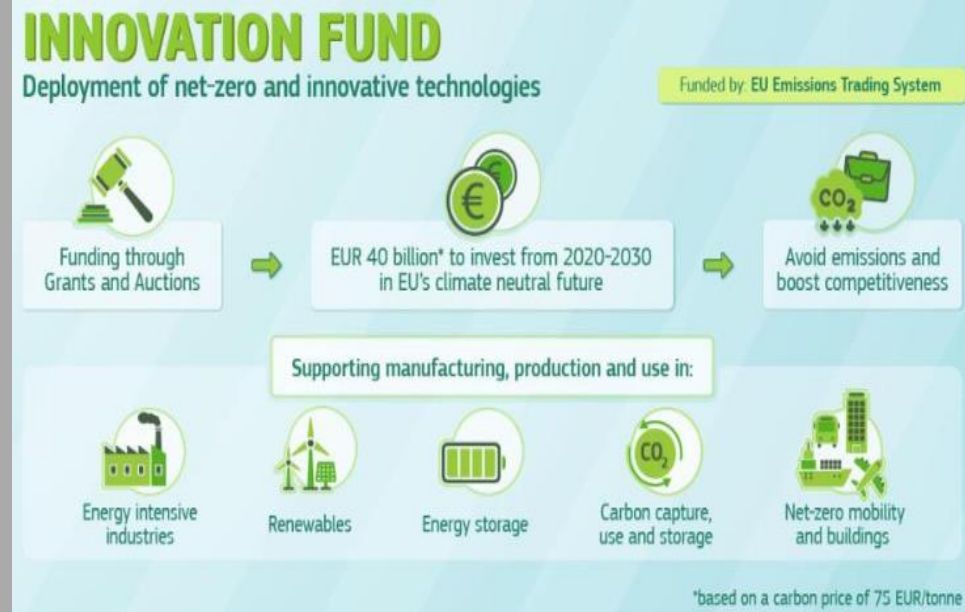 INNOVATION FUND
Deployment of net-zero and innovative technologies
Funded by: EU Emissions Trading System
Funding through
Grants and Auctions
EUR 40 billion* to invest from 2020-2030
in EU's climate neutral future
CO₂
Avoid emissions and
boost competitiveness
Supporting manufacturing, production and use in:
Energy intensive
industries
Renewables
Energy storage
CO₂
Carbon capture,
use and storage
Net-zero mobility
and buildings
*based on a carbon price of 75 EUR/tonne